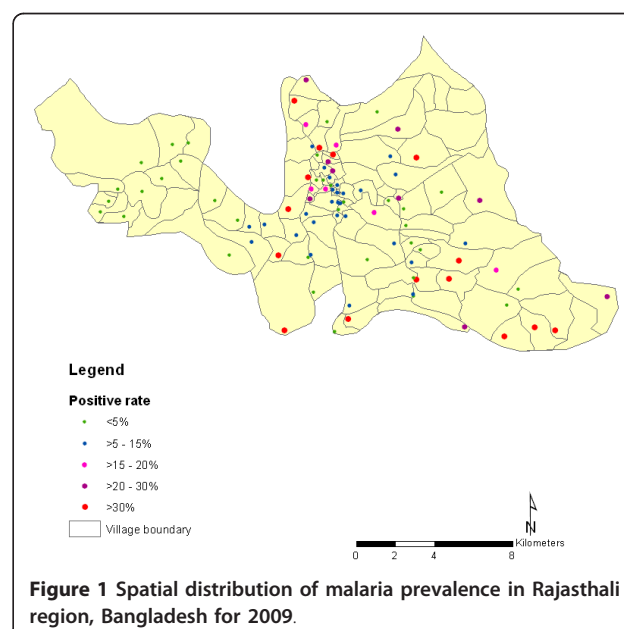 Legend
Positive rate
<5%
>5 - 15%
>15 - 20%
>20 - 30%
>30%
Village boundary
N
Kilometers
0 2 4 8
Figure 1 Spatial distribution of malaria prevalence in Rajasthali
region, Bangladesh for 2009.